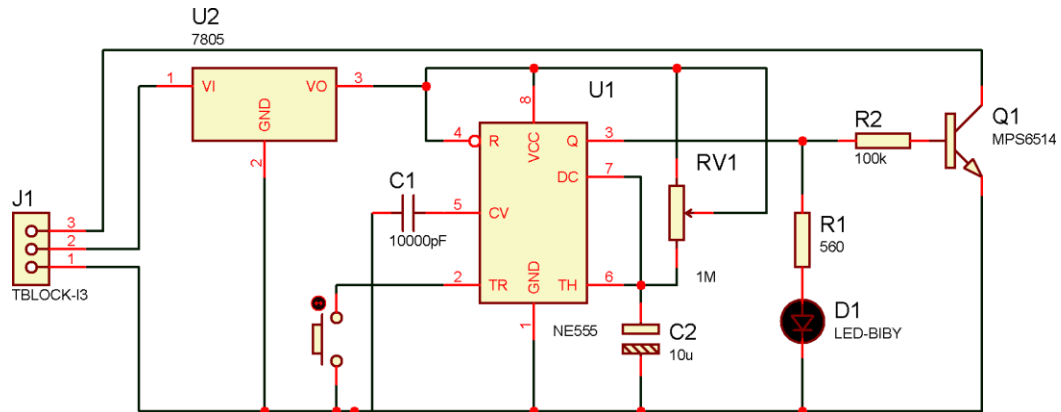 U2
7805
1
VI
VO
3
GND
2
J1
3
2
1
TBLOCK-I3
C1
10000pF
U1
8
4
R
VCC
Q
3
DC
7
5
CV
2
TR
GND
TH
6
1
NE555
RV1
1M
C2
10u
R2
100k
Q1
MPS6514
R1
560
D1
LED-BIBY